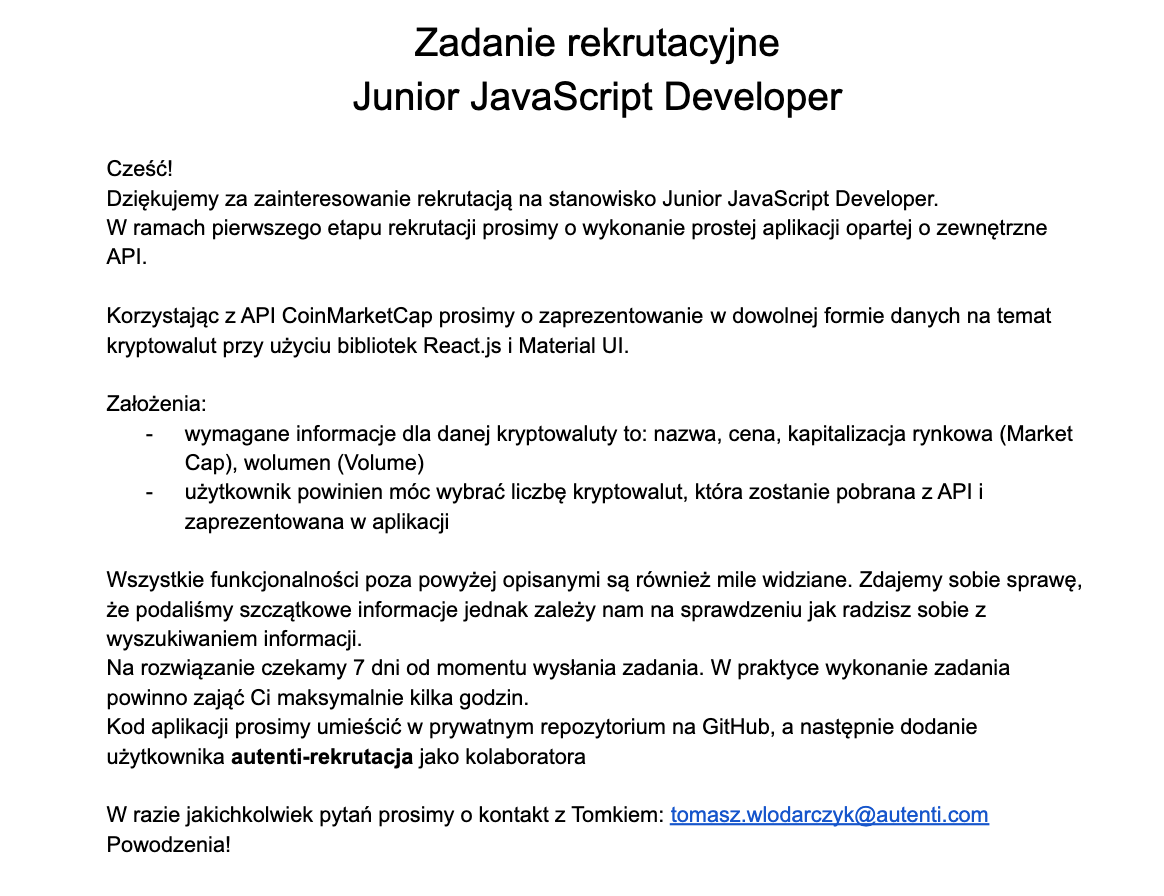 Zadanie rekrutacyjne
Junior JavaScript Developer
Cześć!
Dziękujemy za zainteresowanie rekrutacją na stanowisko Junior JavaScript Developer.
W ramach pierwszego etapu rekrutacji prosimy o wykonanie prostej aplikacji opartej o zewnętrzne
API.
Korzystając z API CoinMarketCap prosimy o zaprezentowanie w dowolnej formie danych na temat
kryptowalut przy użyciu bibliotek React.js i Material UI.
Założenia:
- wymagane informacje dla danej kryptowaluty to: nazwa, cena, kapitalizacja rynkowa (Market
Cap), wolumen (Volume)
- użytkownik powinien móc wybrać liczbę kryptowalut, która zostanie pobrana z API i
zaprezentowana w aplikacji
Wszystkie funkcjonalności poza powyżej opisanymi są również mile widziane. Zdajemy sobie sprawę,
że podaliśmy szczątkowe informacje jednak zależy nam na sprawdzeniu jak radzisz sobie z
wyszukiwaniem informacji.
Na rozwiązanie czekamy 7 dni od momentu wysłania zadania. W praktyce wykonanie zadania
powinno zająć Ci maksymalnie kilka godzin.
Kod aplikacji prosimy umieścić w prywatnym repozytorium na GitHub, a następnie dodanie
użytkownika autenti-rekrutacja jako kolaboratora
W razie jakichkolwiek pytań prosimy o kontakt z Tomkiem: tomasz.wlodarczyk@autenti.com
Powodzenia!